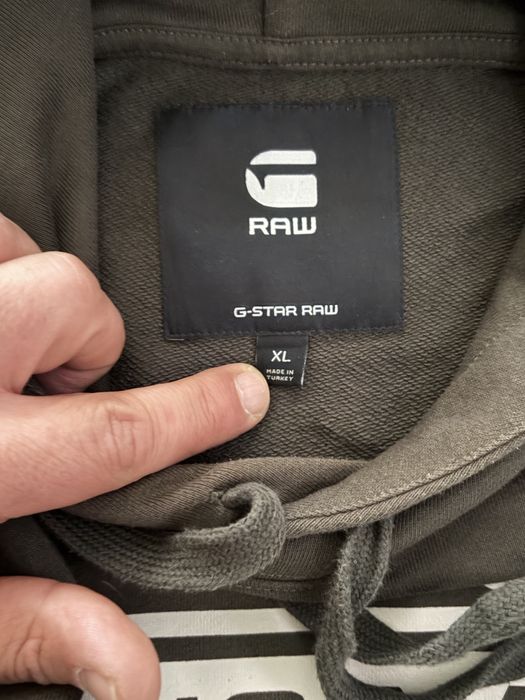 RAW
G-STAR RAW
XL
MADE IN
TURKEY